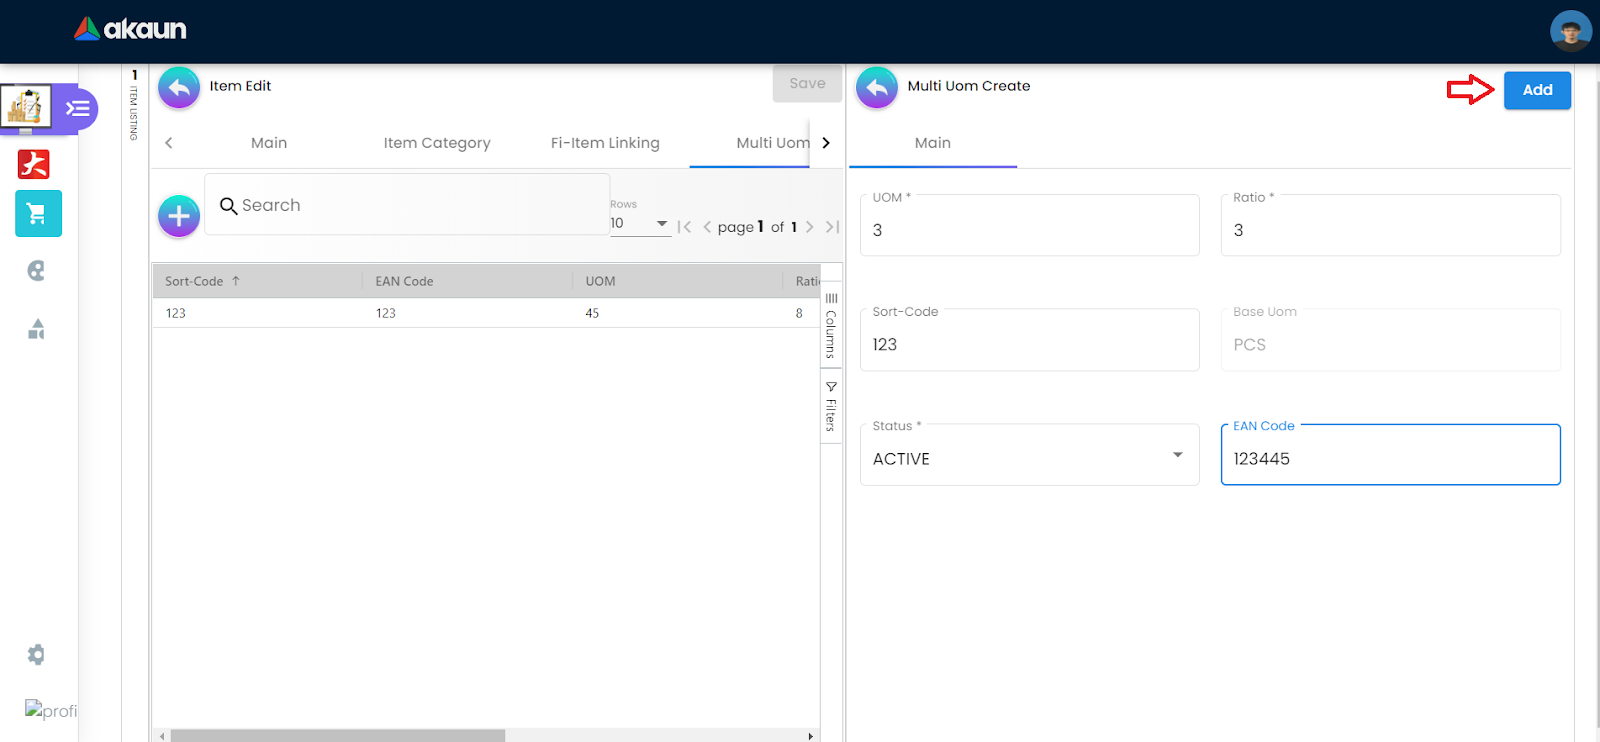 akaun
1 ITEM LISTING
Item Edit
Save
Main
Item Category
Fi-Item Linking
Multi Uom
Search
Rows
10
page 1 of 1
Sort-Code
EAN Code
UOM
Ratio
123
123
45
8
Columns
Filters
profi
Multi Uom Create
Add
Main
UOM *
3
Ratio *
3
Sort-Code
123
Base Uom
PCS
Status *
ACTIVE
EAN Code
123445